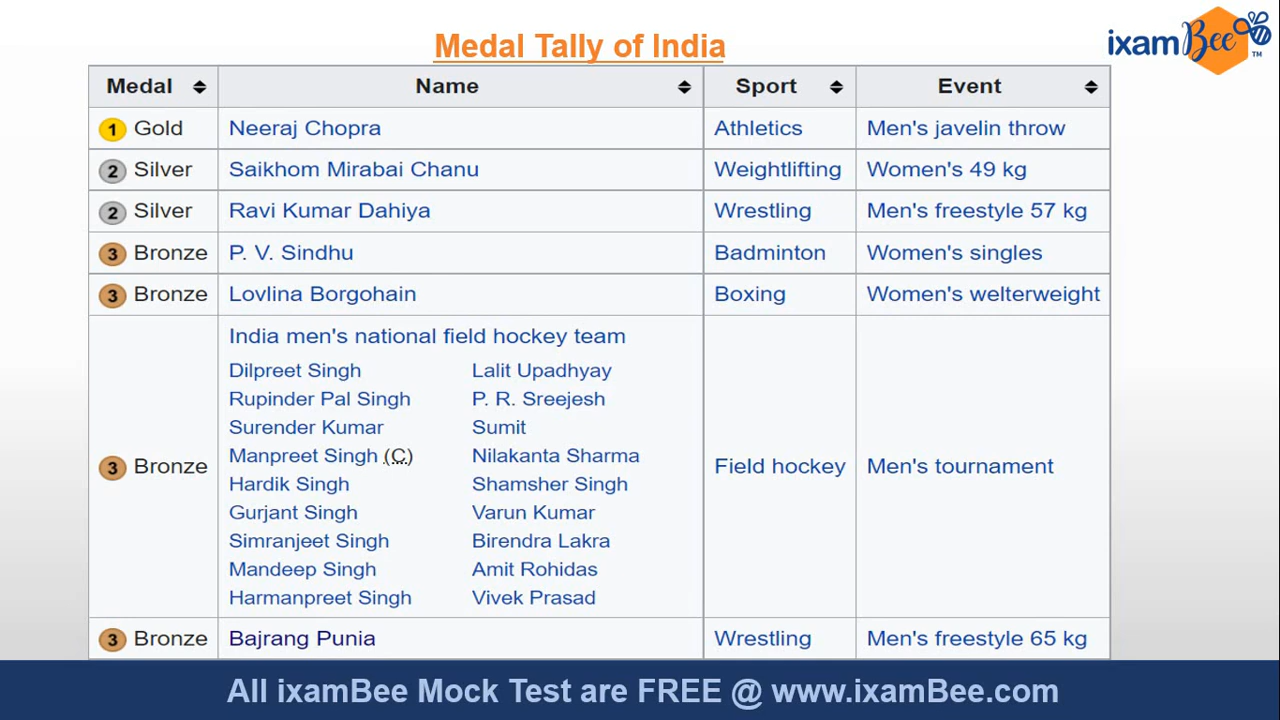 Medal Tally of India
ixamBee™
Medal Name Sport Event
1 Gold Neeraj Chopra Athletics Men's javelin throw
2 Silver Saikhom Mirabai Chanu Weightlifting Women's 49 kg
2 Silver Ravi Kumar Dahiya Wrestling Men's freestyle 57 kg
3 Bronze P. V. Sindhu Badminton Women's singles
3 Bronze Lovlina Borgohain Boxing Women's welterweight
India men's national field hockey team
Dilpreet Singh Lalit Upadhyay
Rupinder Pal Singh P. R. Sreejesh
Surender Kumar Sumit
Manpreet Singh (C) Nilakanta Sharma
3 Bronze Field hockey Men's tournament
Hardik Singh Shamsher Singh
Gurjant Singh Varun Kumar
Simranjeet Singh Birendra Lakra
Mandeep Singh Amit Rohidas
Harmanpreet Singh Vivek Prasad
3 Bronze Bajrang Punia Wrestling Men's freestyle 65 kg
All ixamBee Mock Test are FREE @ www.ixamBee.com